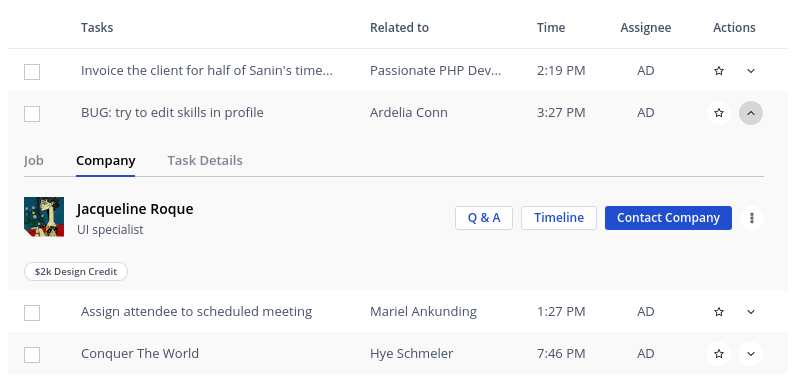 Tasks Related to Time Assignee Actions
Invoice the client for half of Sanin's time... Passionate PHP Dev... 2:19 PM AD
BUG: try to edit skills in profile Ardelia Conn 3:27 PM AD
Job Company Task Details
Jacqueline Roque
UI specialist
Q & A Timeline Contact Company
$2k Design Credit
Assign attendee to scheduled meeting Mariel Ankunding 1:27 PM AD
Conquer The World Hye Schmeler 7:46 PM AD